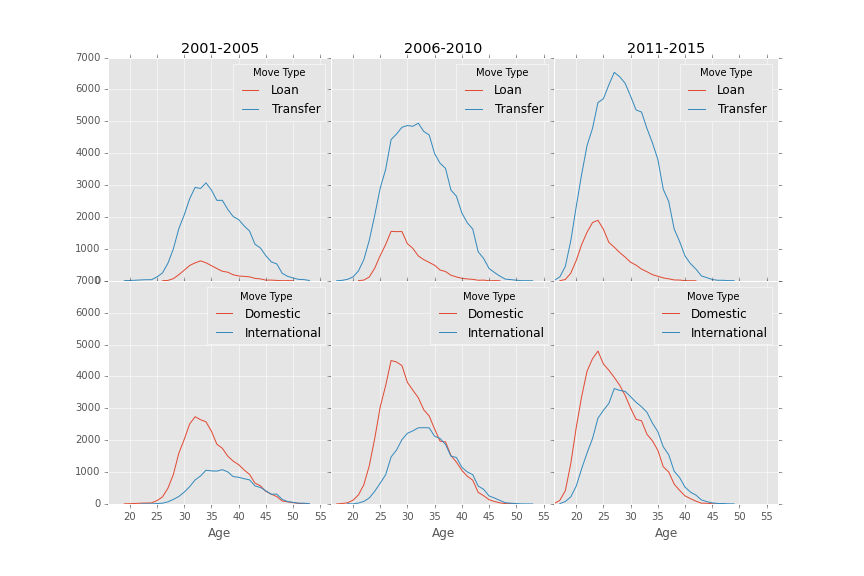 2001-2005 2006-2010 2011-2015
7000
6000
5000
4000
3000
2000
1000
0
Move Type
Loan
Transfer
Move Type
Loan
Transfer
Move Type
Loan
Transfer
7000
6000
5000
4000
3000
2000
1000
0
Move Type
Domestic
International
Move Type
Domestic
International
Move Type
Domestic
International
20 25 30 35 40 45 50 55
20 25 30 35 40 45 50 55
20 25 30 35 40 45 50 55
Age Age Age